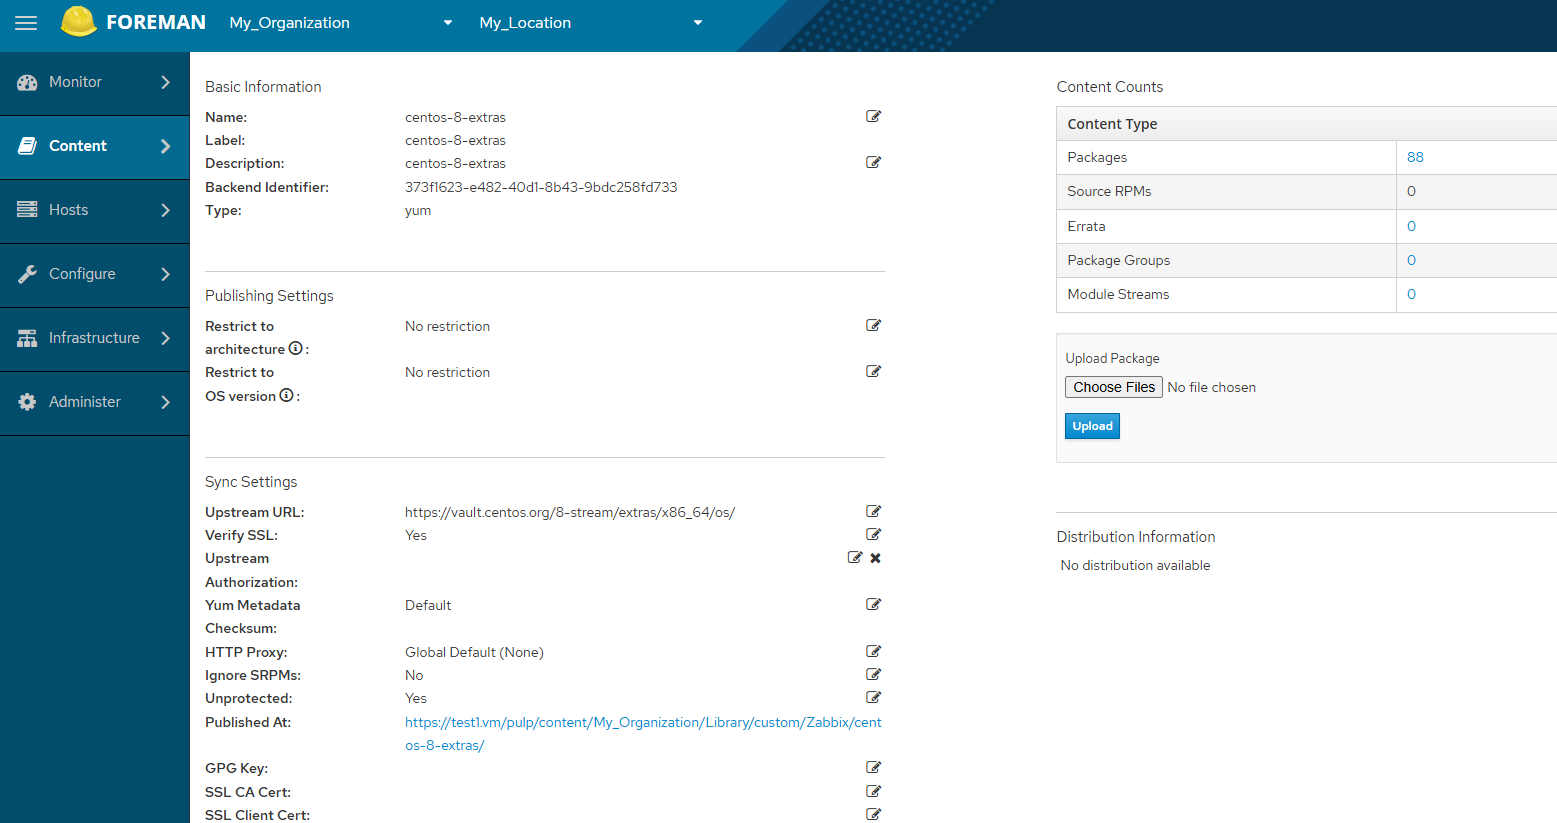 FOREMAN My_Organization My_Location
Monitor
Content
Hosts
Configure
Infrastructure
Administer
Basic Information
Name: centos-8-extras
Label: centos-8-extras
Description: centos-8-extras
Backend Identifier: 373f1623-e482-40d1-8b43-9bdc258fd733
Type: yum
Publishing Settings
Restrict to No restriction
architecture :
Restrict to No restriction
OS version :
Sync Settings
Upstream URL: https://vault.centos.org/8-stream/extras/x86_64/os/
Verify SSL: Yes
Upstream
Authorization:
Yum Metadata Default
Checksum:
HTTP Proxy: Global Default (None)
Ignore SRPMs: No
Unprotected: Yes
Published At: https://test1.vm/pulp/content/My_Organization/Library/custom/Zabbix/cent
os-8-extras/
GPG Key:
SSL CA Cert:
SSL Client Cert:
Content Counts
Content Type
Packages 88
Source RPMs 0
Errata 0
Package Groups 0
Module Streams 0
Upload Package
Choose Files No file chosen
Upload
Distribution Information
No distribution available